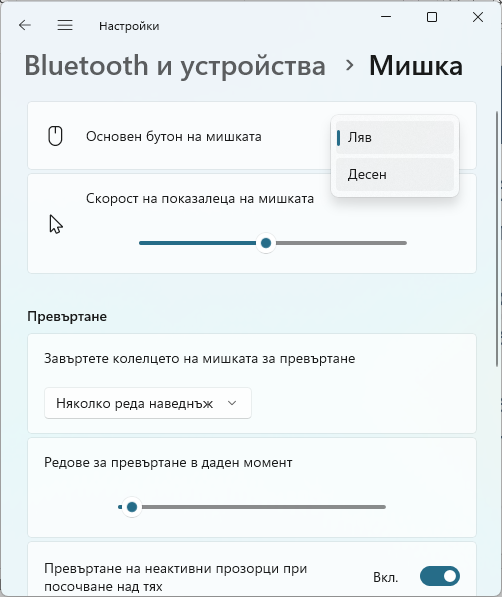 Настройки
Bluetooth и устройства › Мишка
Основен бутон на мишката
Ляв
Десен
Скорост на показалеца на мишката
Превъртане
Завъртете колелцето на мишката за превъртане
Няколко реда наведнъж
Редове за превъртане в даден момент
Превъртане на неактивни прозорци при
посочване над тях
Вкл.